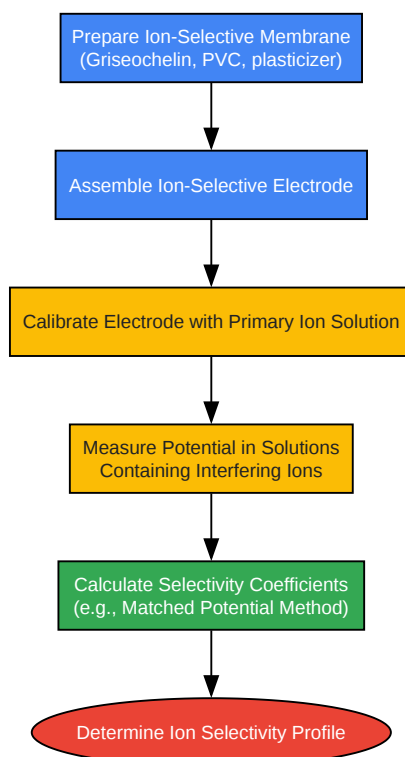 Prepare Ion-Selective Membrane
(Griseochelin, PVC, plasticizer)
Assemble Ion-Selective Electrode
Calibrate Electrode with Primary Ion Solution
Measure Potential in Solutions
Containing Interfering Ions
Calculate Selectivity Coefficients
(e.g., Matched Potential Method)
Determine Ion Selectivity Profile